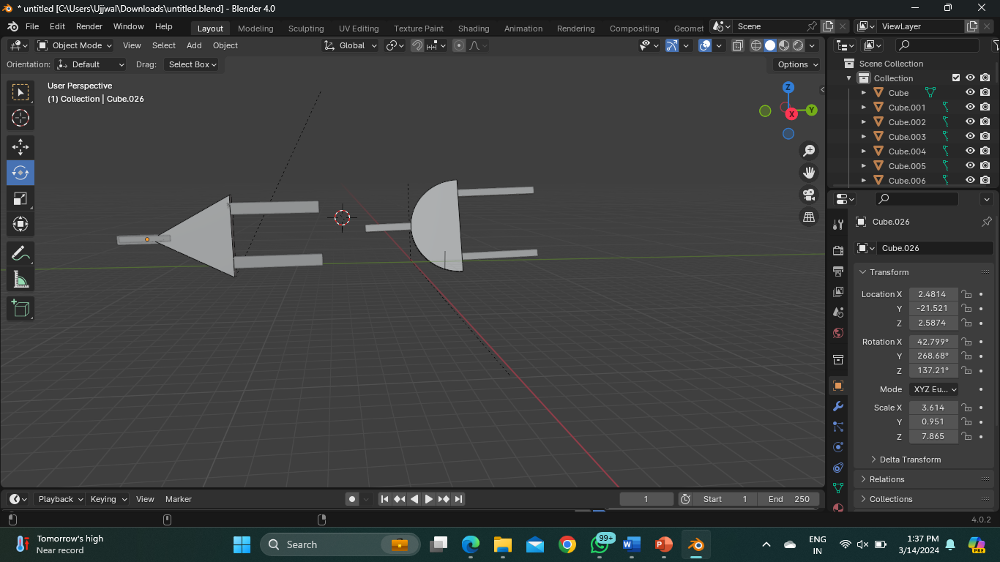 * untitled [C:\Users\Ujjwal\Downloads\untitled.blend] - Blender 4.0
File Edit Render Window Help Layout Modeling Sculpting UV Editing Texture Paint Shading Animation Rendering Compositing Geomet Scene ViewLayer
Object Mode View Select Add Object Global
Orientation: Default Drag: Select Box Options
User Perspective
(1) Collection | Cube.026
Z
Y
X
Scene Collection
Collection
Cube
Cube.001
Cube.002
Cube.003
Cube.004
Cube.005
Cube.006
Cube.026
Cube.026
Transform
Location X 2.4814
Y -21.521
Z 2.5874
Rotation X 42.799°
Y 268.68°
Z 137.21°
Mode XYZ Eu...
Scale X 3.614
Y 0.951
Z 7.865
Delta Transform
Relations
Collections
Playback Keying View Marker 1 Start 1 End 250
4.0.2
Tomorrow's high
Near record
Search
99+
ENG
IN
1:37 PM
3/14/2024
PRE